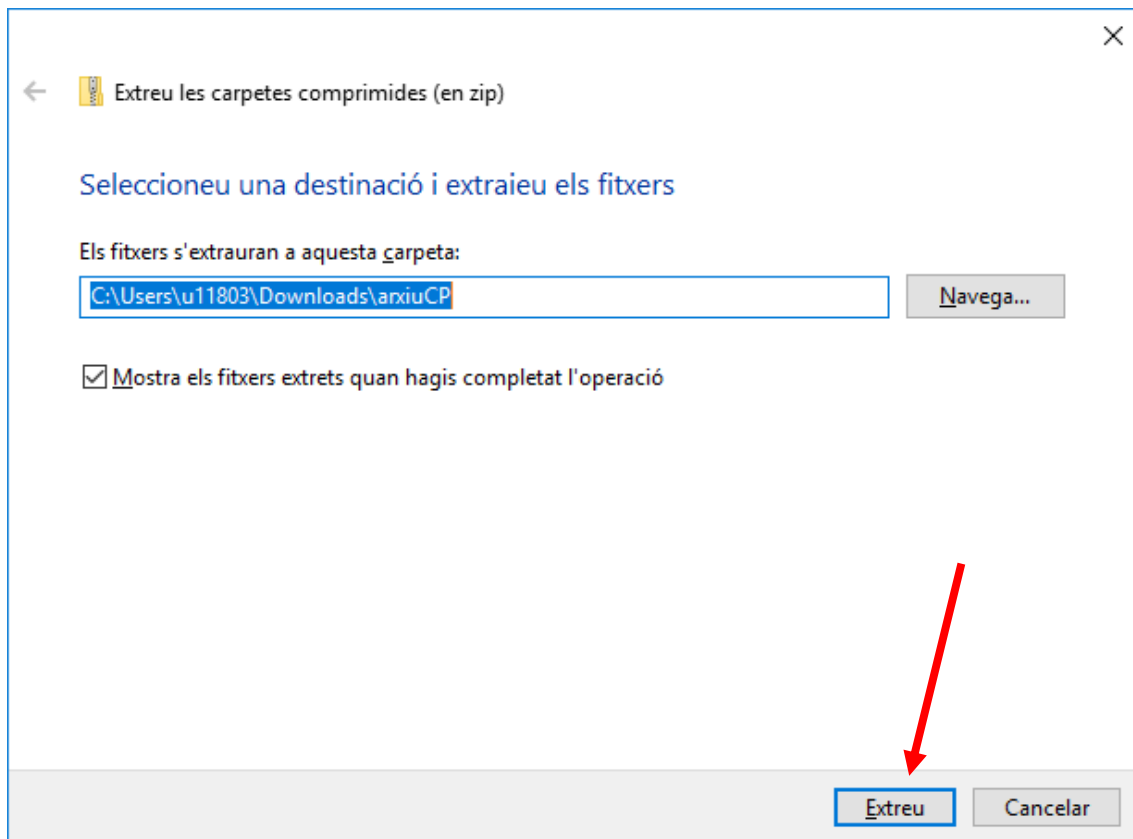 Extreu les carpetes comprimides (en zip)
Seleccioneu una destinació i extraieu els fitxers
Els fitxers s'extrauran a aquesta carpeta:
C:\Users\u11803\Downloads\arxiuCP
Navega...
Mostra els fitxers extrets quan hagis completat l'operació
Extreu
Cancelar